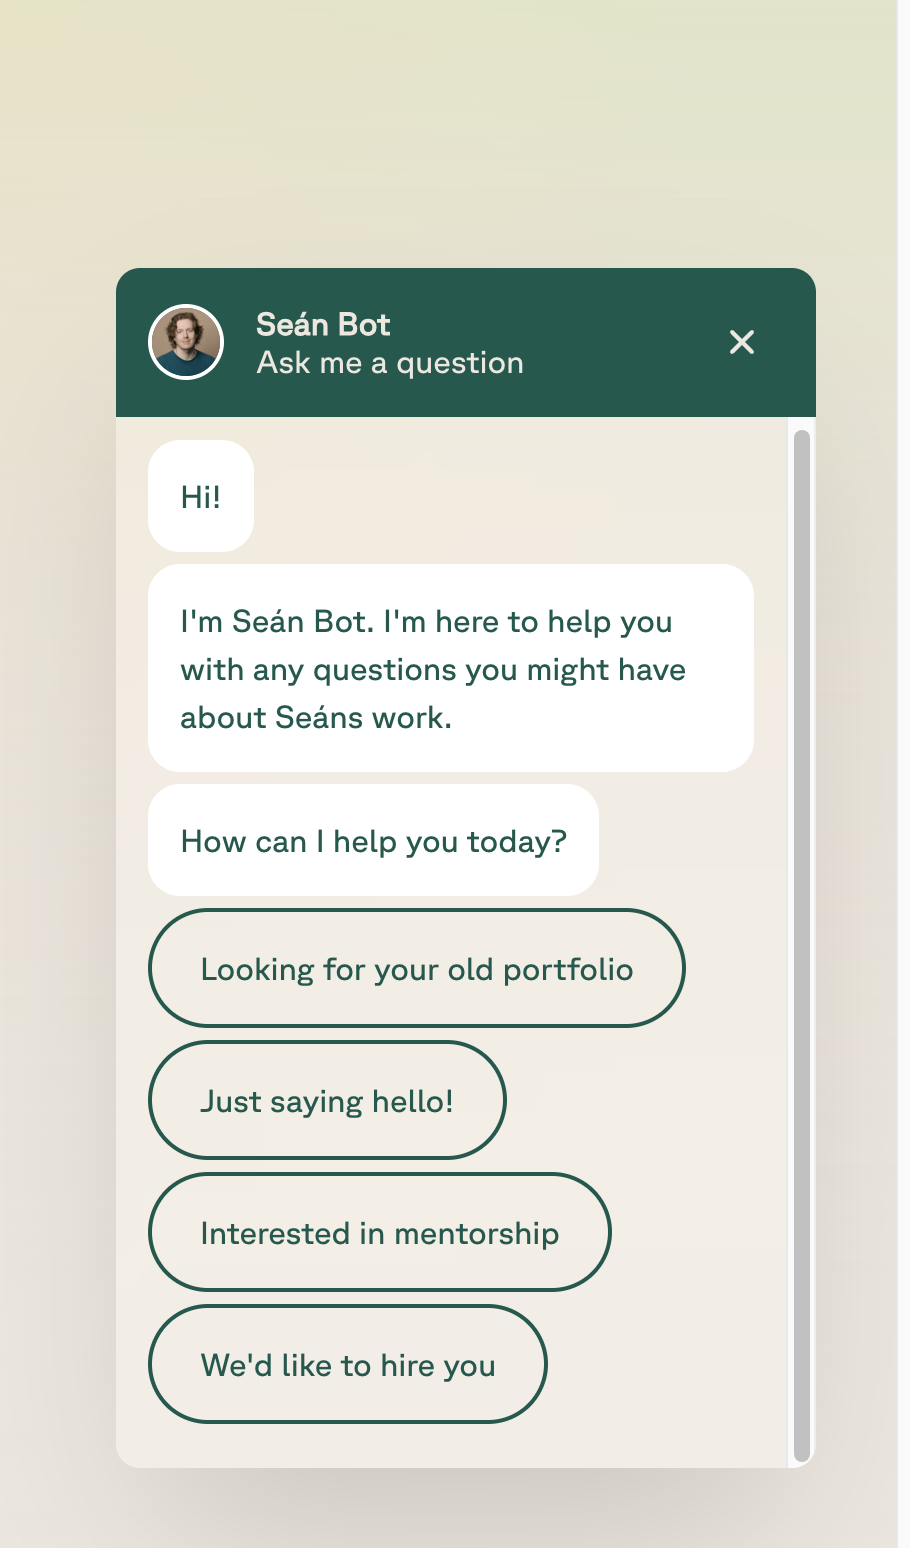 Seán Bot
Ask me a question
Hi!
I'm Seán Bot. I'm here to help you
with any questions you might have
about Seáns work.
How can I help you today?
Looking for your old portfolio
Just saying hello!
Interested in mentorship
We'd like to hire you